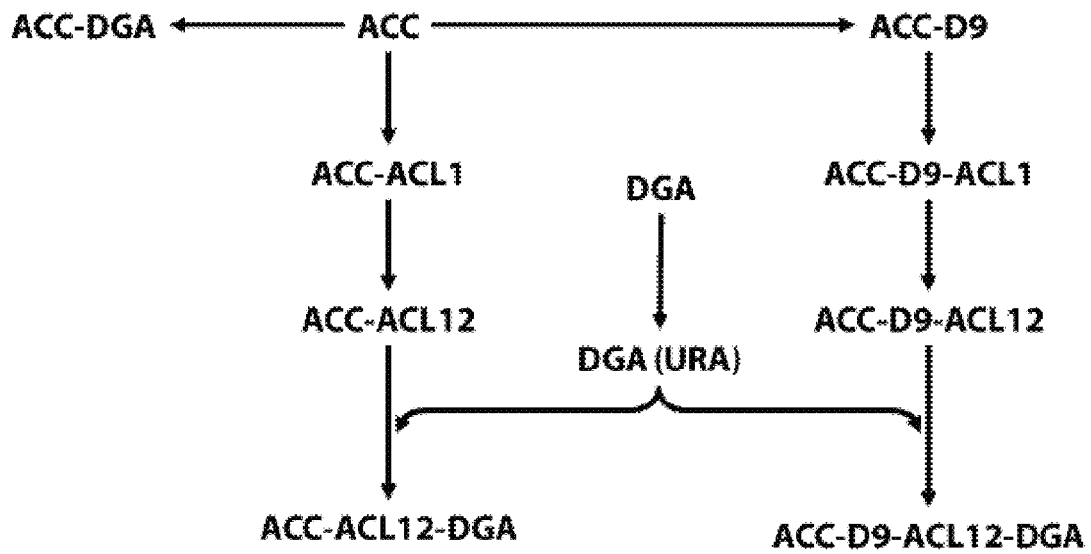 ACC-DGA
ACC
ACC-D9
ACC-ACL1
DGA
ACC-D9-ACL1
ACC-ACL12
ACC-D9-ACL12
DGA (URA)
ACC-ACL12-DGA
ACC-D9-ACL12-DGA